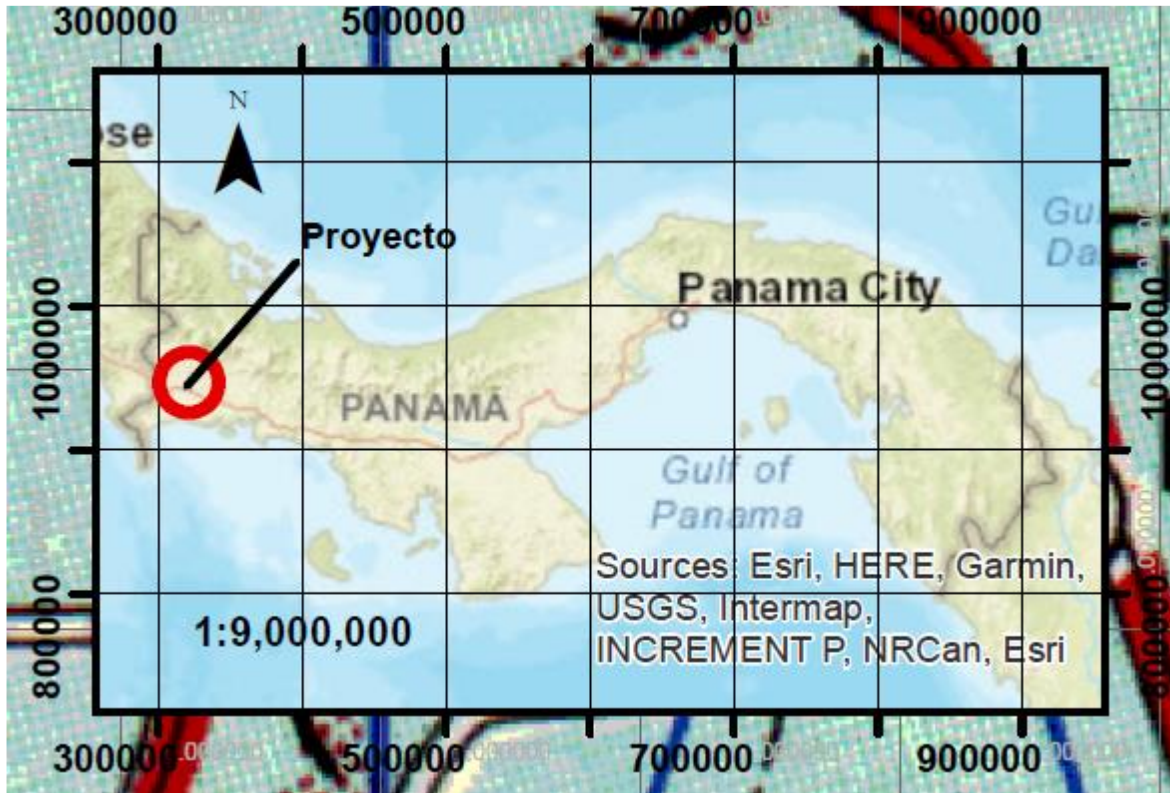 300000 500000 700000 900000
N
Proyecto
Panama City
PANAMÁ
Gulf of
Panama
1:9,000,000
Sources: Esri, HERE, Garmin,
USGS, Intermap,
INCREMENT P, NRCan, Esri
1000000
800000
1000000
800000
300000 500000 700000 900000